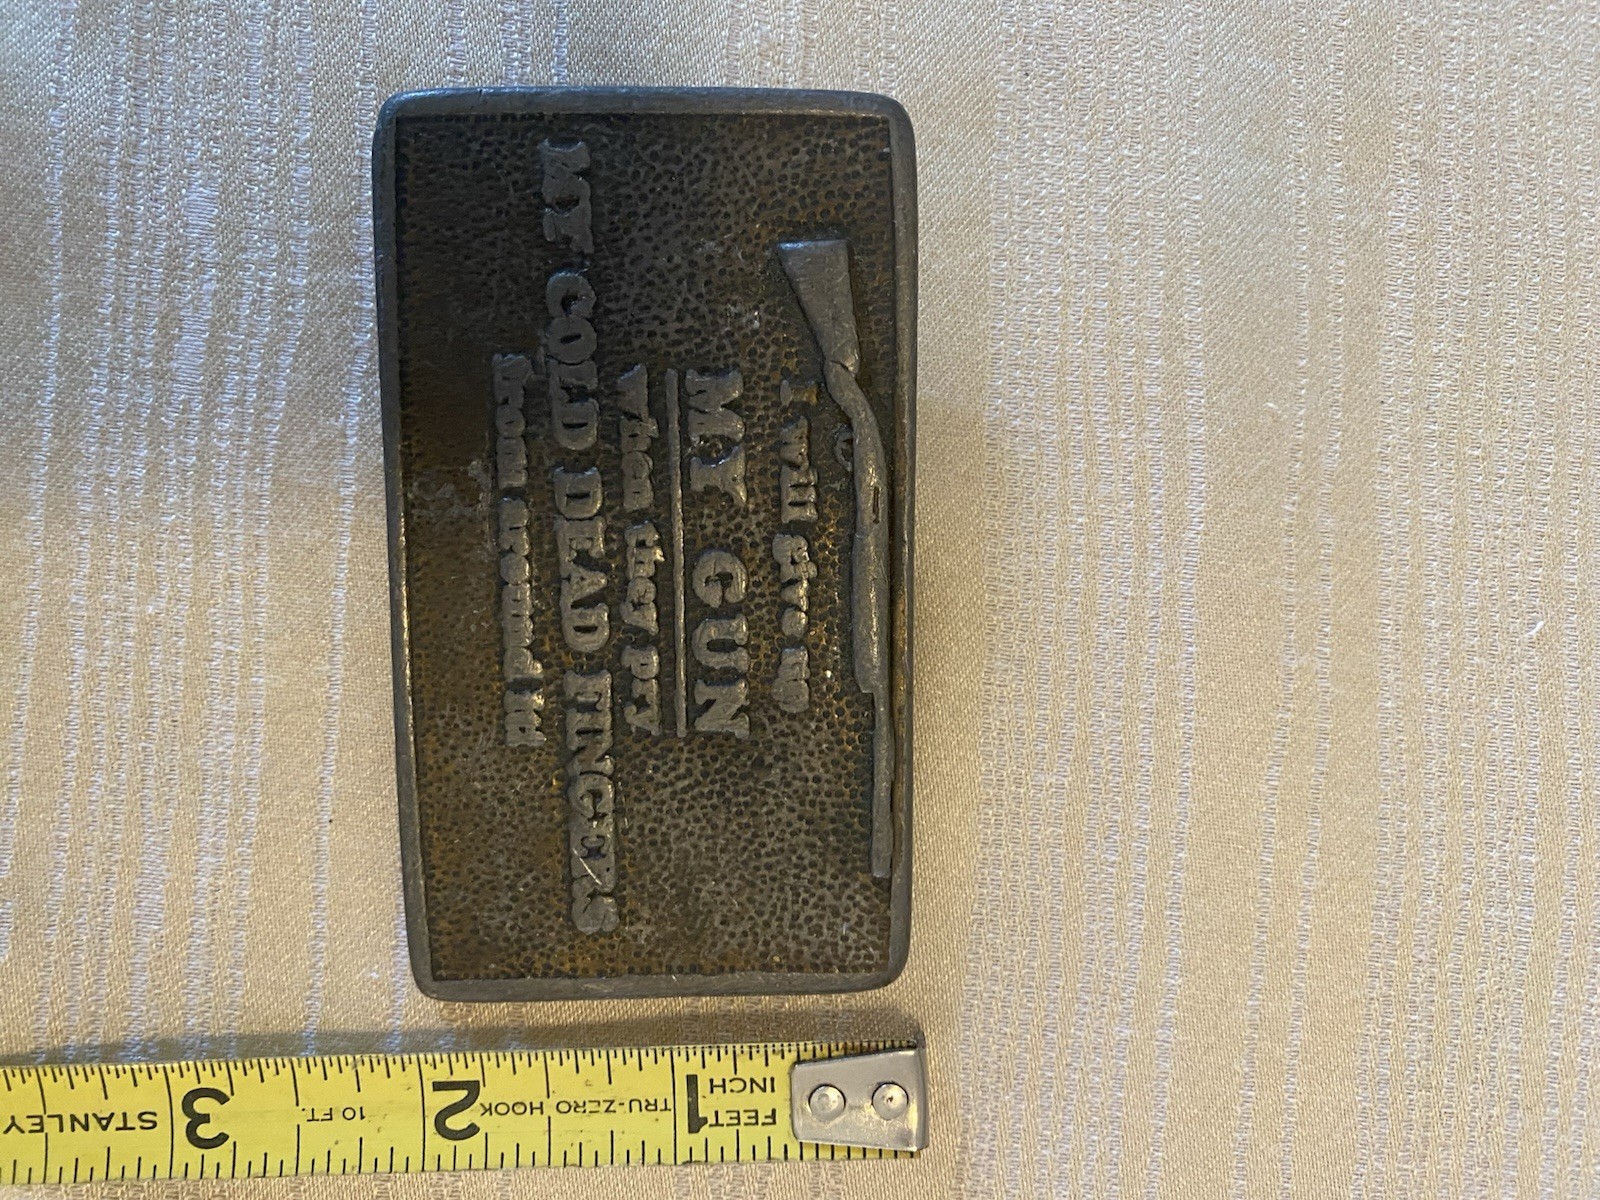 I will give up
MY GUN
When they pry
MY COLD DEAD FINGERS
from around it!
FEET
INCH
1
TRU-ZERO HOOK
2
10 FT.
3
STANLEY